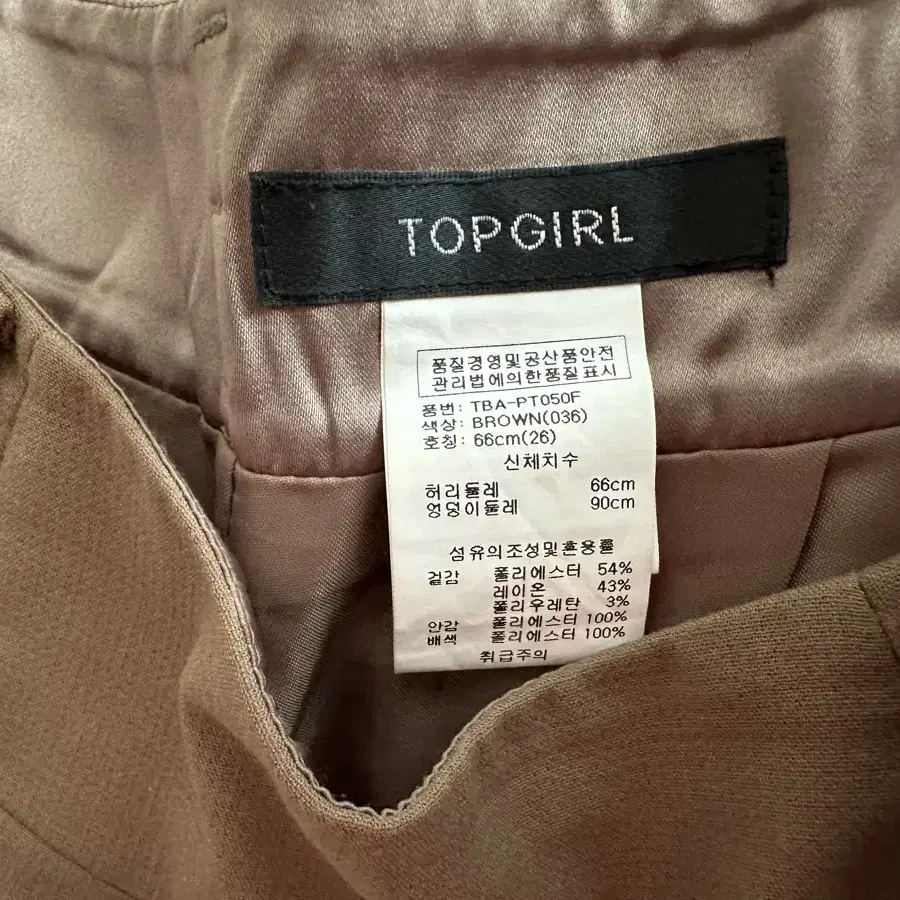 TOPGIRL
품질경영및공산품안전
관리법에의한품질표시
품번: TBA-PT050F
색상: BROWN(036)
호칭: 66cm(26)
신체치수
허리둘레 66cm
엉덩이둘레 90cm
섬유의조성및혼용률
겉감 폴리에스터 54%
레이온 43%
폴리우레탄 3%
안감 폴리에스터 100%
배색 폴리에스터 100%
취급주의